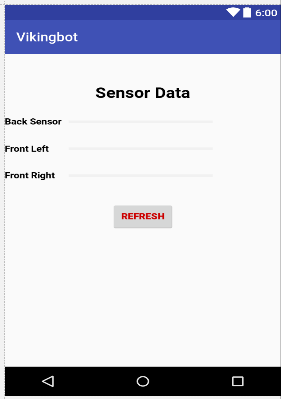 6:00
Vikingbot
Sensor Data
Back Sensor
Front Left
Front Right
REFRESH